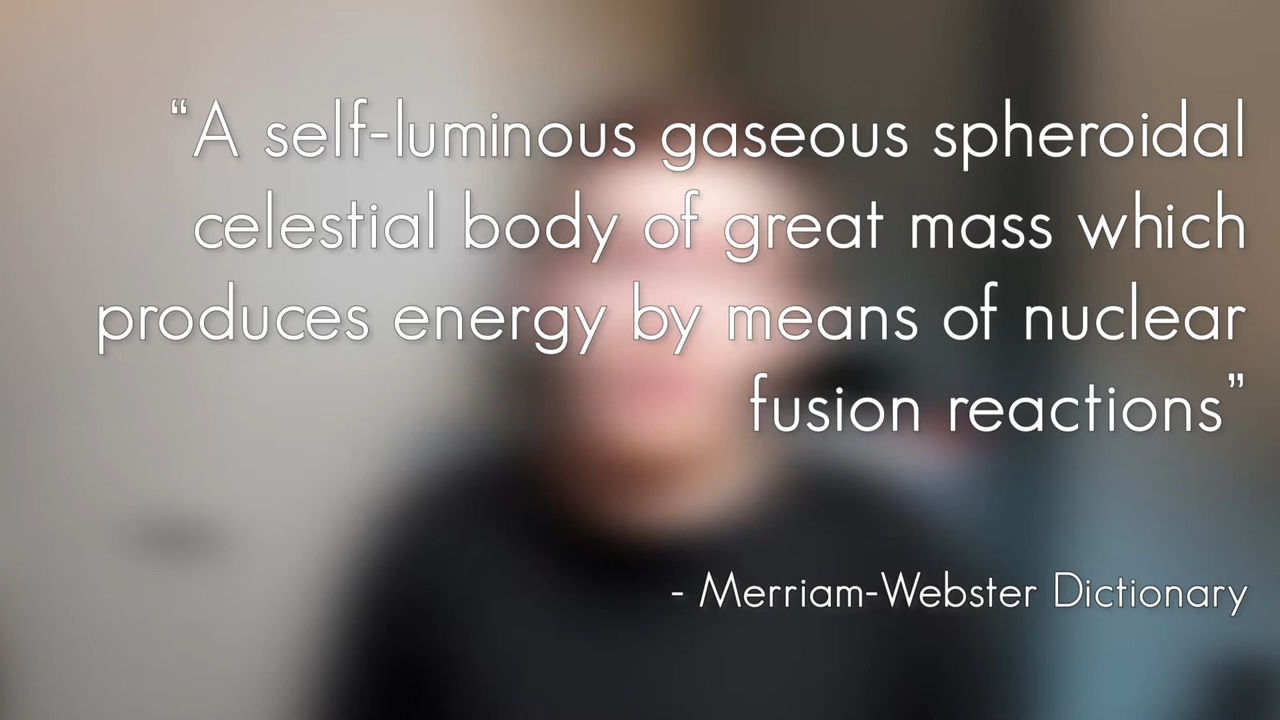 “A self-luminous gaseous spheroidal
celestial body of great mass which
produces energy by means of nuclear
fusion reactions”
- Merriam-Webster Dictionary